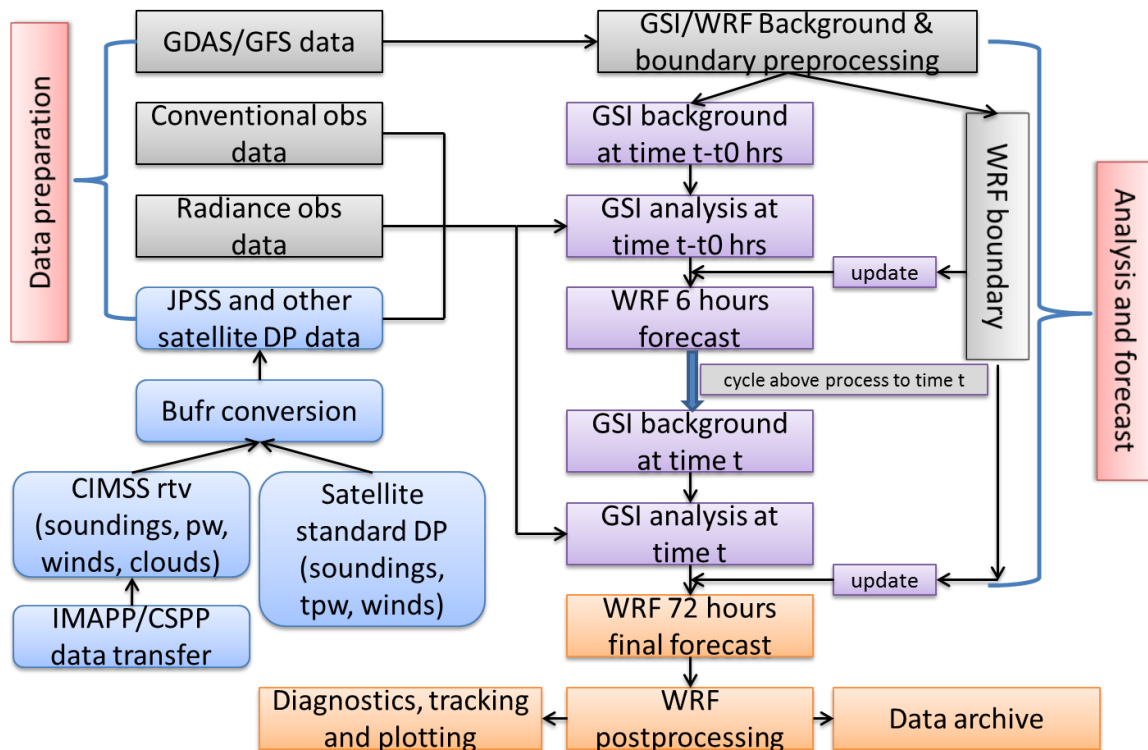 Data preparation
GDAS/GFS data
Conventional obs
data
Radiance obs
data
JPSS and other
satellite DP data
Bufr conversion
CIMSS rtv
(soundings, pw,
winds, clouds)
Satellite
standard DP
(soundings,
tpw, winds)
IMAPP/CSPP
data transfer
GSI/WRF Background &
boundary preprocessing
GSI background
at time t-t0 hrs
GSI analysis at
time t-t0 hrs
update
WRF 6 hours
forecast
cycle above process to time t
GSI background
at time t
GSI analysis at
time t
update
WRF boundary
Analysis and forecast
WRF 72 hours
final forecast
Diagnostics, tracking
and plotting
WRF
postprocessing
Data archive